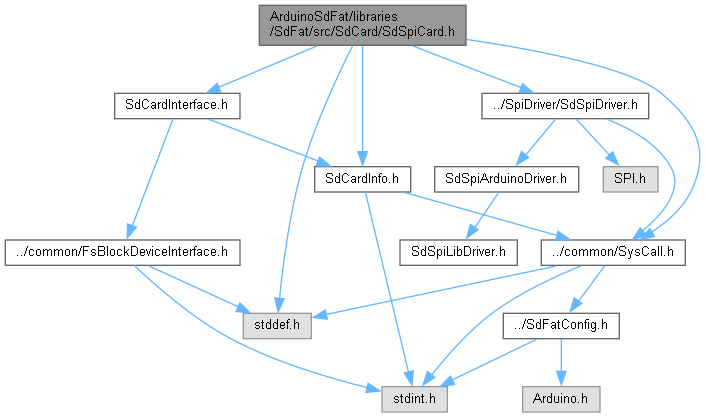 ArduinoSdFat/libraries
/SdFat/src/SdCard/SdSpiCard.h
SdCardInterface.h
../SpiDriver/SdSpiDriver.h
SdCardInfo.h
SdSpiArduinoDriver.h
SPI.h
../common/FsBlockDeviceInterface.h
SdSpiLibDriver.h
../common/SysCall.h
stddef.h
../SdFatConfig.h
stdint.h
Arduino.h